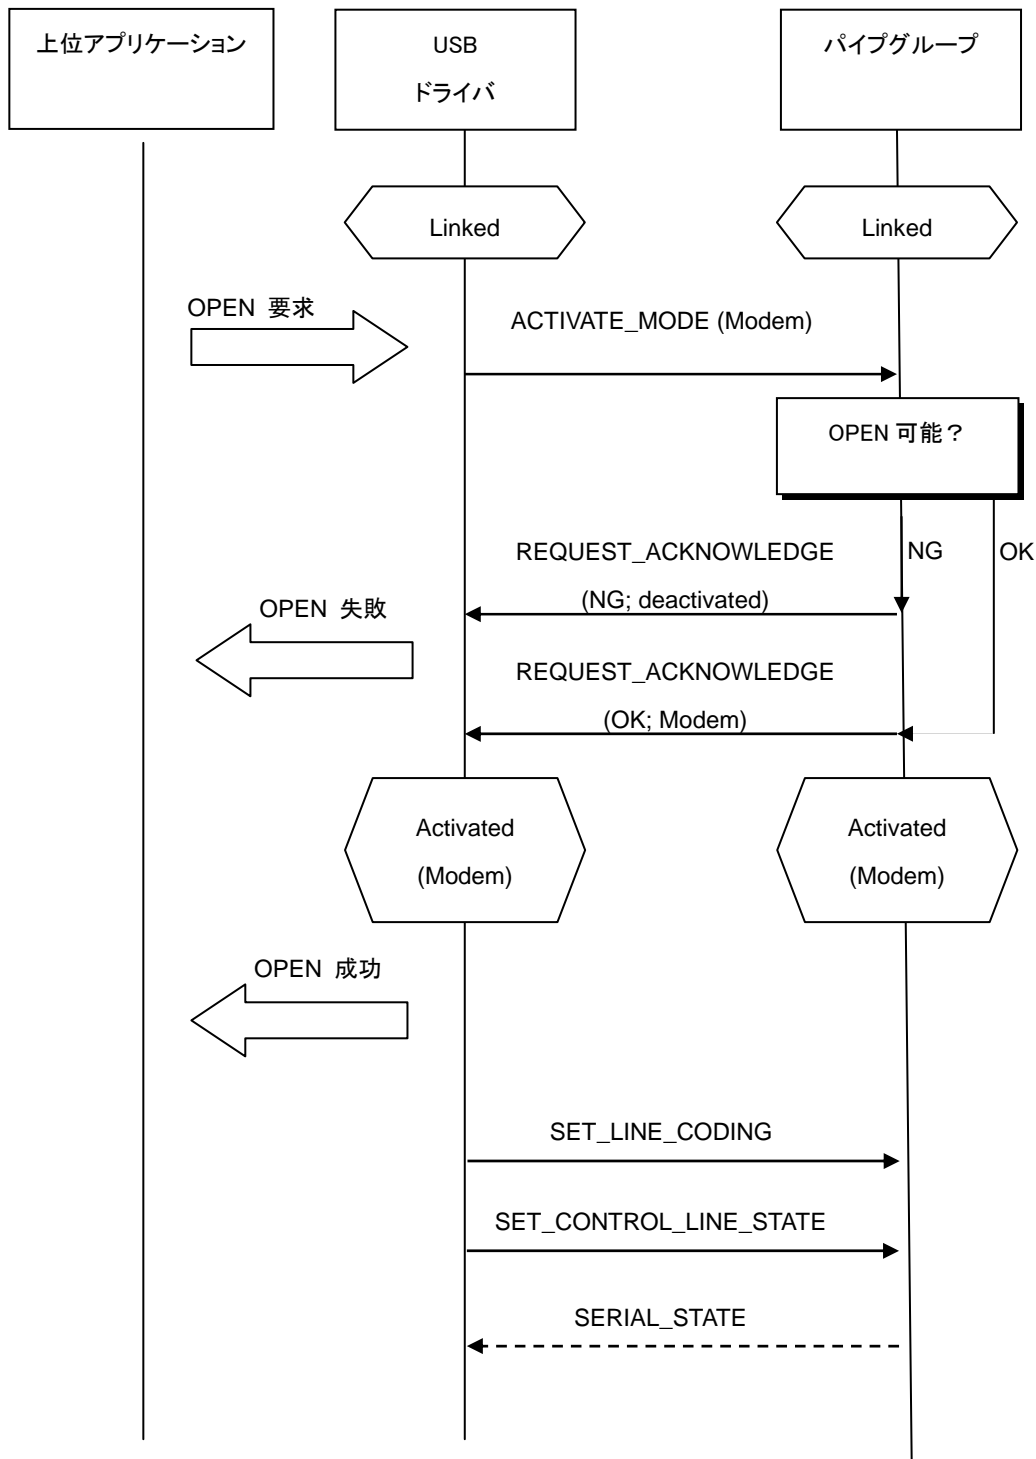 上位アプリケーション
USB
ドライバ
パイプグループ
Linked
Linked
OPEN 要求
ACTIVATE_MODE (Modem)
OPEN 可能？
REQUEST_ACKNOWLEDGE
NG
OK
(NG; deactivated)
OPEN 失敗
REQUEST_ACKNOWLEDGE
(OK; Modem)
Activated
(Modem)
Activated
(Modem)
OPEN 成功
SET_LINE_CODING
SET_CONTROL_LINE_STATE
SERIAL_STATE